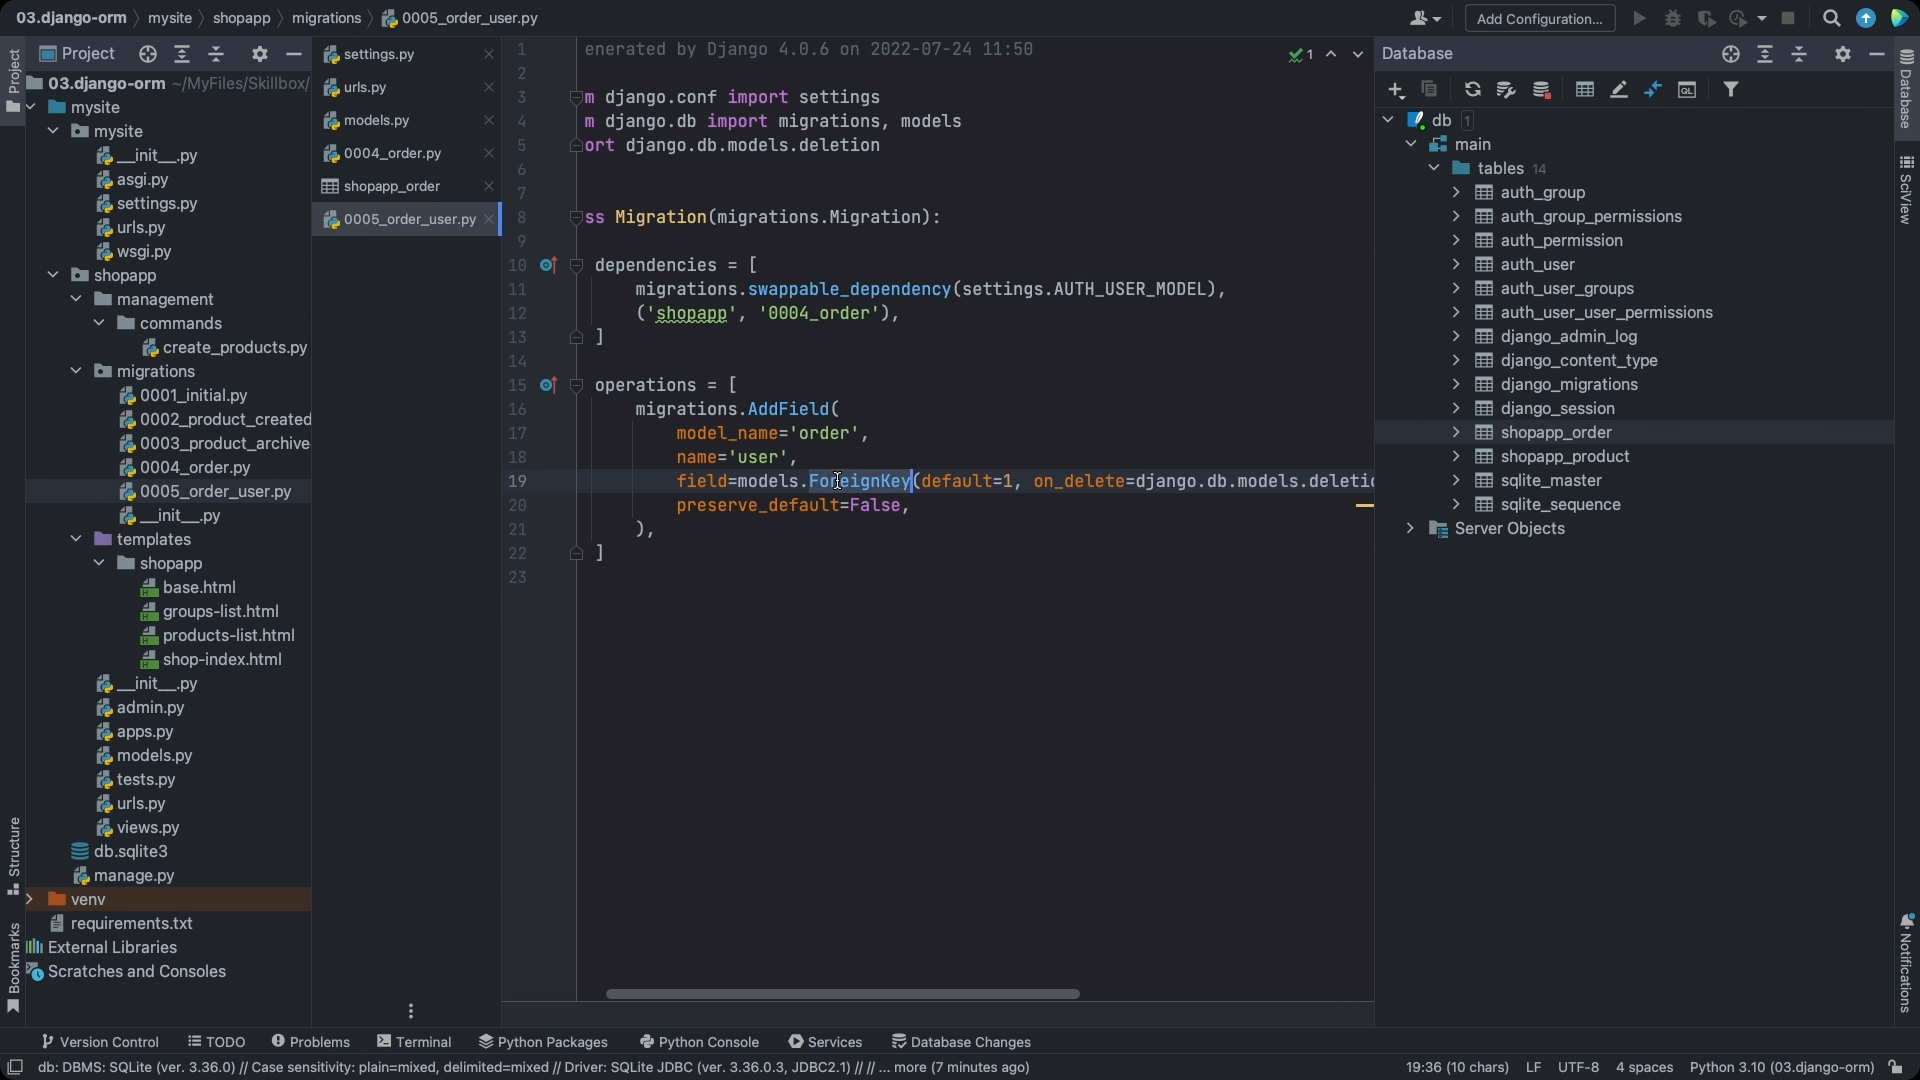 03.django-orm
mysite
shopapp
migrations
0005_order_user.py
Add Configuration...
Project
Project
03.django-orm ~/MyFiles/Skillbox/
mysite
mysite
__init__.py
asgi.py
settings.py
urls.py
wsgi.py
shopapp
management
commands
create_products.py
migrations
0001_initial.py
0002_product_created
0003_product_archive
0004_order.py
0005_order_user.py
__init__.py
templates
shopapp
base.html
groups-list.html
products-list.html
shop-index.html
__init__.py
admin.py
apps.py
models.py
tests.py
urls.py
views.py
db.sqlite3
manage.py
venv
requirements.txt
External Libraries
Scratches and Consoles
Structure
Bookmarks
settings.py
urls.py
models.py
0004_order.py
shopapp_order
0005_order_user.py
1 enerated by Django 4.0.6 on 2022-07-24 11:50
1
2
3 m django.conf import settings
4 m django.db import migrations, models
5 ort django.db.models.deletion
6
7
8 ss Migration(migrations.Migration):
9
10 dependencies = [
11 migrations.swappable_dependency(settings.AUTH_USER_MODEL),
12 ('shopapp', '0004_order'),
13 ]
14
15 operations = [
16 migrations.AddField(
17 model_name='order',
18 name='user',
19 field=models.ForeignKey(default=1, on_delete=django.db.models.deletio
20 preserve_default=False,
21 ),
22 ]
23
Database
db 1
main
tables 14
auth_group
auth_group_permissions
auth_permission
auth_user
auth_user_groups
auth_user_user_permissions
django_admin_log
django_content_type
django_migrations
django_session
shopapp_order
shopapp_product
sqlite_master
sqlite_sequence
Server Objects
Database
SciView
Notifications
Version Control
TODO
Problems
Terminal
Python Packages
Python Console
Services
Database Changes
db: DBMS: SQLite (ver. 3.36.0) // Case sensitivity: plain=mixed, delimited=mixed // Driver: SQLite JDBC (ver. 3.36.0.3, JDBC2.1) // // ... more (7 minutes ago)
19:36 (10 chars)
LF
UTF-8
4 spaces
Python 3.10 (03.django-orm)